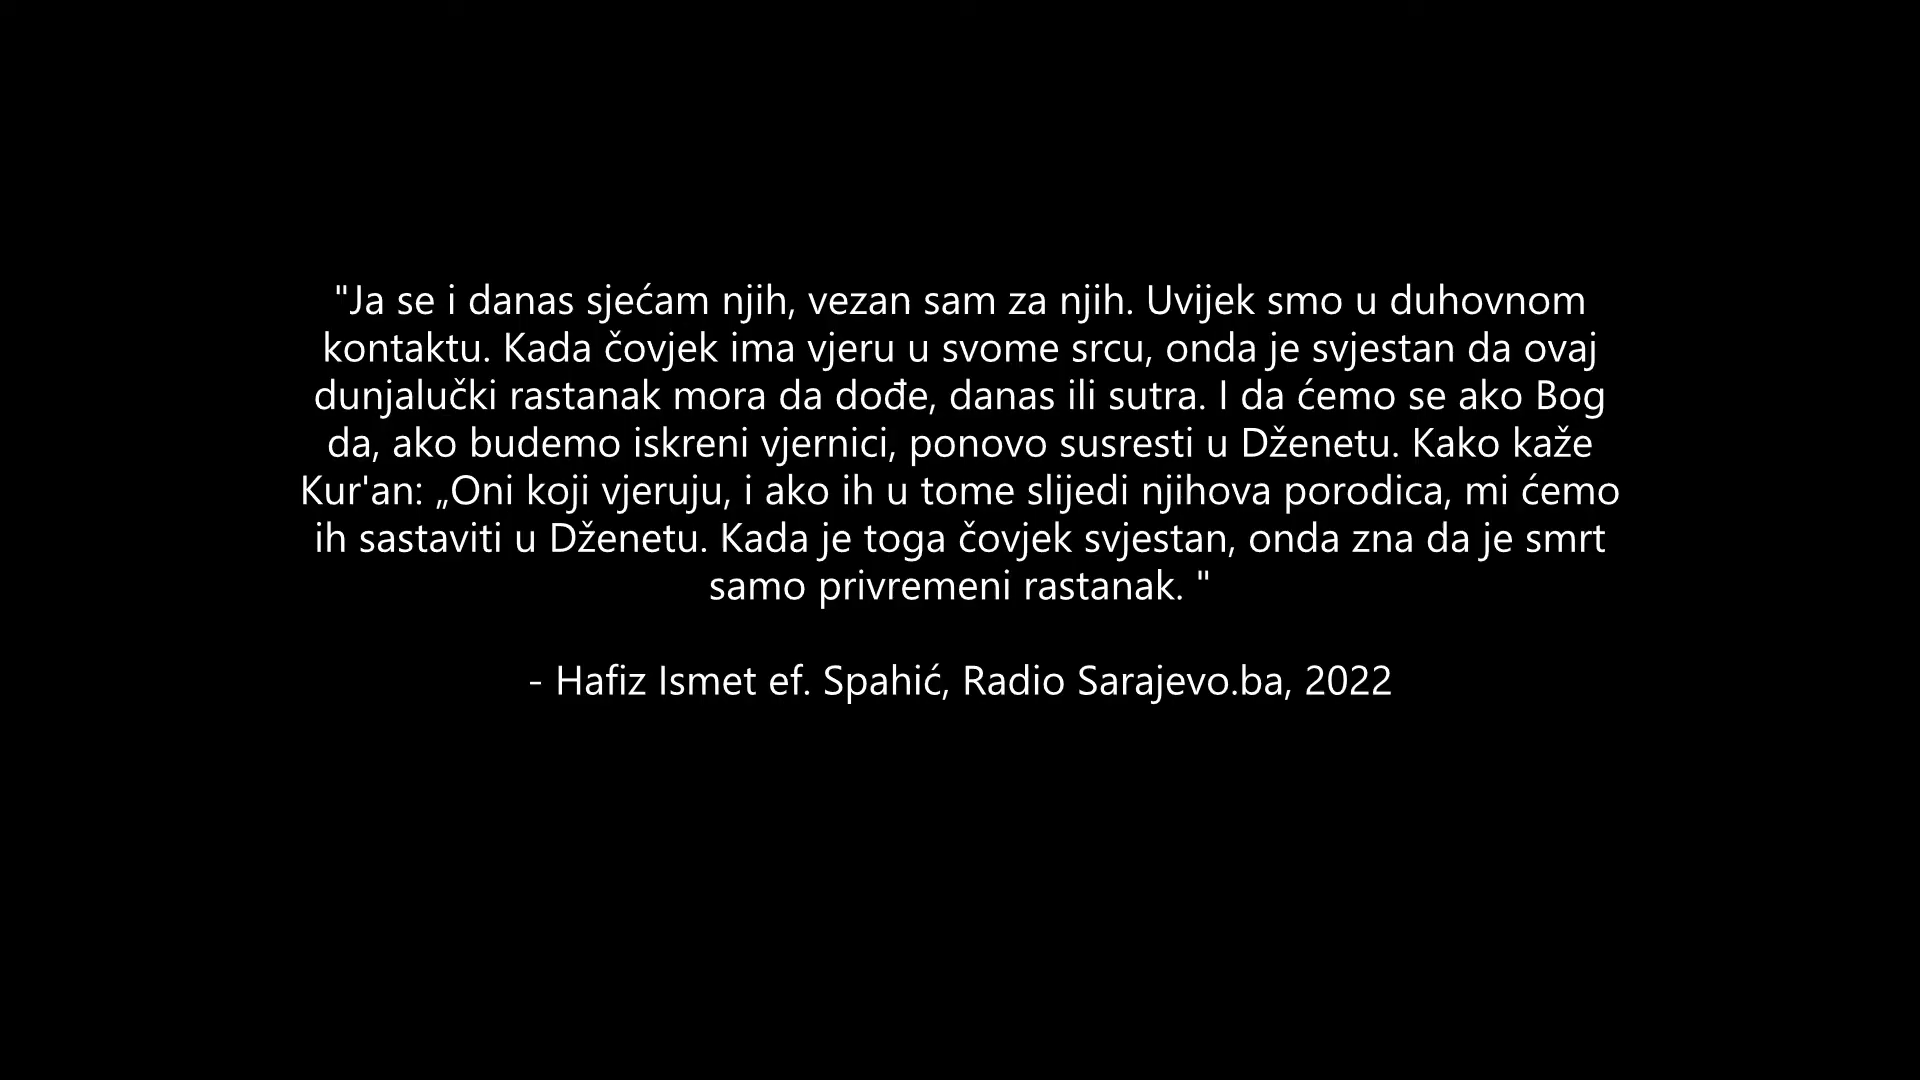 "Ja se i danas sjećam njih, vezan sam za njih. Uvijek smo u duhovnom
kontaktu. Kada čovjek ima vjeru u svome srcu, onda je svjestan da ovaj
dunjalučki rastanak mora da dođe, danas ili sutra. I da ćemo se ako Bog
da, ako budemo iskreni vjernici, ponovo susresti u Dženetu. Kako kaže
Kur'an: „Oni koji vjeruju, i ako ih u tome slijedi njihova porodica, mi ćemo
ih sastaviti u Dženetu. Kada je toga čovjek svjestan, onda zna da je smrt
samo privremeni rastanak. "
- Hafiz Ismet ef. Spahić, Radio Sarajevo.ba, 2022